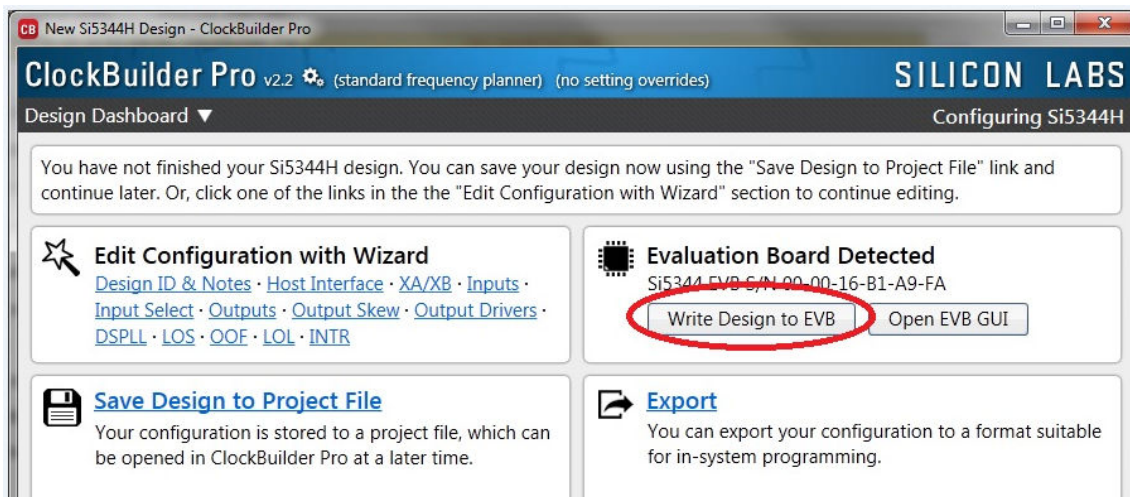 New Si5344H Design - ClockBuilder Pro
ClockBuilder Pro v2.2 (standard frequency planner) (no setting overrides) SILICON LABS
Design Dashboard ▼ Configuring Si5344H
You have not finished your Si5344H design. You can save your design now using the "Save Design to Project File" link and
continue later. Or, click one of the links in the the "Edit Configuration with Wizard" section to continue editing.
Edit Configuration with Wizard
Design ID & Notes · Host Interface · XA/XB · Inputs ·
Input Select · Outputs · Output Skew · Output Drivers ·
DSPLL · LOS · OOF · LOL · INTR
Evaluation Board Detected
Si5344 EVB S/N 00-00-16-B1-A9-FA
Write Design to EVB Open EVB GUI
Save Design to Project File
Your configuration is stored to a project file, which can
be opened in ClockBuilder Pro at a later time.
Export
You can export your configuration to a format suitable
for in-system programming.